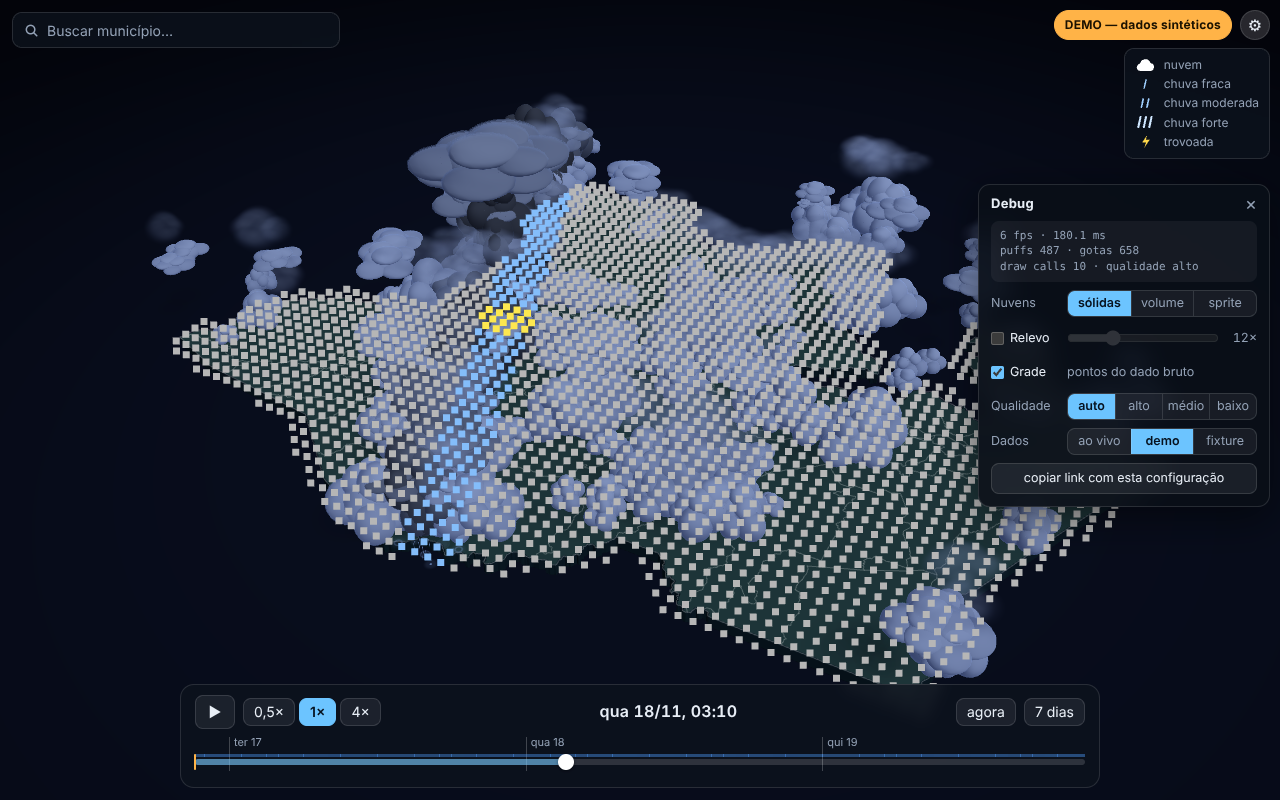 Buscar município...
DEMO — dados sintéticos
nuvem
chuva fraca
chuva moderada
chuva forte
trovoada
Debug
6 fps · 180.1 ms
puffs 487 · gotas 658
draw calls 10 · qualidade alto
Nuvens sólidas volume sprite
Relevo 12×
Grade pontos do dado bruto
Qualidade auto alto médio baixo
Dados ao vivo demo fixture
copiar link com esta configuração
0,5× 1× 4× qua 18/11, 03:10 agora 7 dias
ter 17 qua 18 qui 19